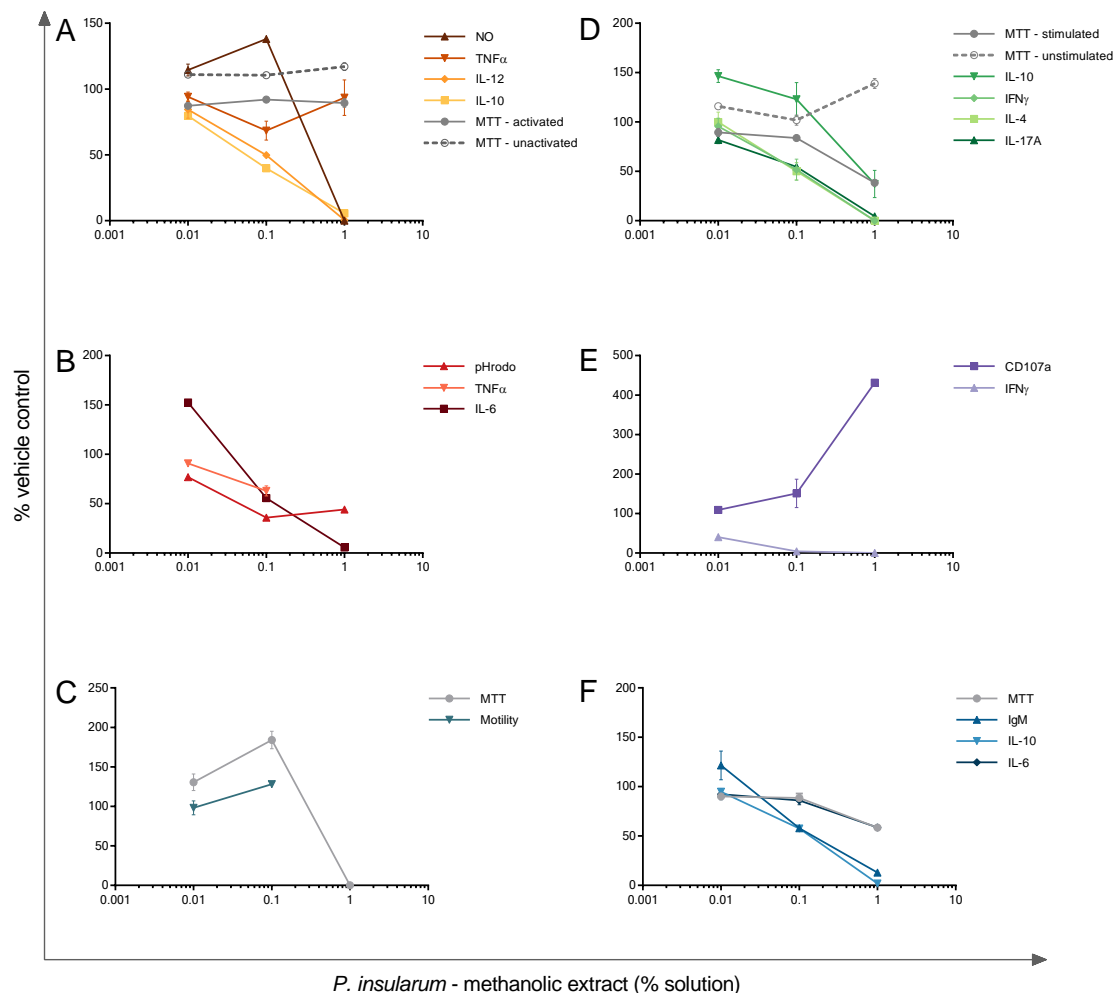 % vehicle control
A
150
100
50
0
0.001
0.01
0.1
1
10
NO
TNFα
IL-12
IL-10
MTT - activated
MTT - unactivated
D
200
150
100
50
0
0.001
0.01
0.1
1
10
MTT - stimulated
MTT - unstimulated
IL-10
IFNγ
IL-4
IL-17A
B
200
150
100
50
0
0.001
0.01
0.1
1
10
pHrodo
TNFα
IL-6
E
500
400
300
200
100
0
0.001
0.01
0.1
1
10
CD107a
IFNγ
C
250
200
150
100
50
0
0.001
0.01
0.1
1
10
MTT
Motility
F
200
150
100
50
0
0.001
0.01
0.1
1
10
MTT
IgM
IL-10
IL-6
P. insularum - methanolic extract (% solution)